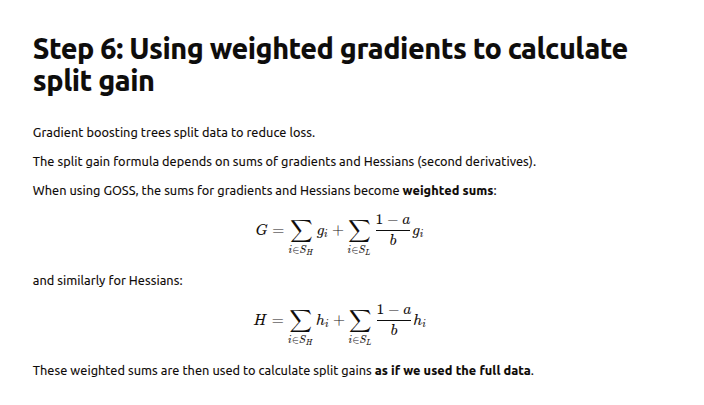 Step 6: Using weighted gradients to calculate
split gain
Gradient boosting trees split data to reduce loss.
The split gain formula depends on sums of gradients and Hessians (second derivatives).
When using GOSS, the sums for gradients and Hessians become weighted sums:
$G = \sum_{i \in S_H} g_i + \sum_{i \in S_L} \frac{1-a}{b} g_i$
and similarly for Hessians:
$H = \sum_{i \in S_H} h_i + \sum_{i \in S_L} \frac{1-a}{b} h_i$
These weighted sums are then used to calculate split gains as if we used the full data.